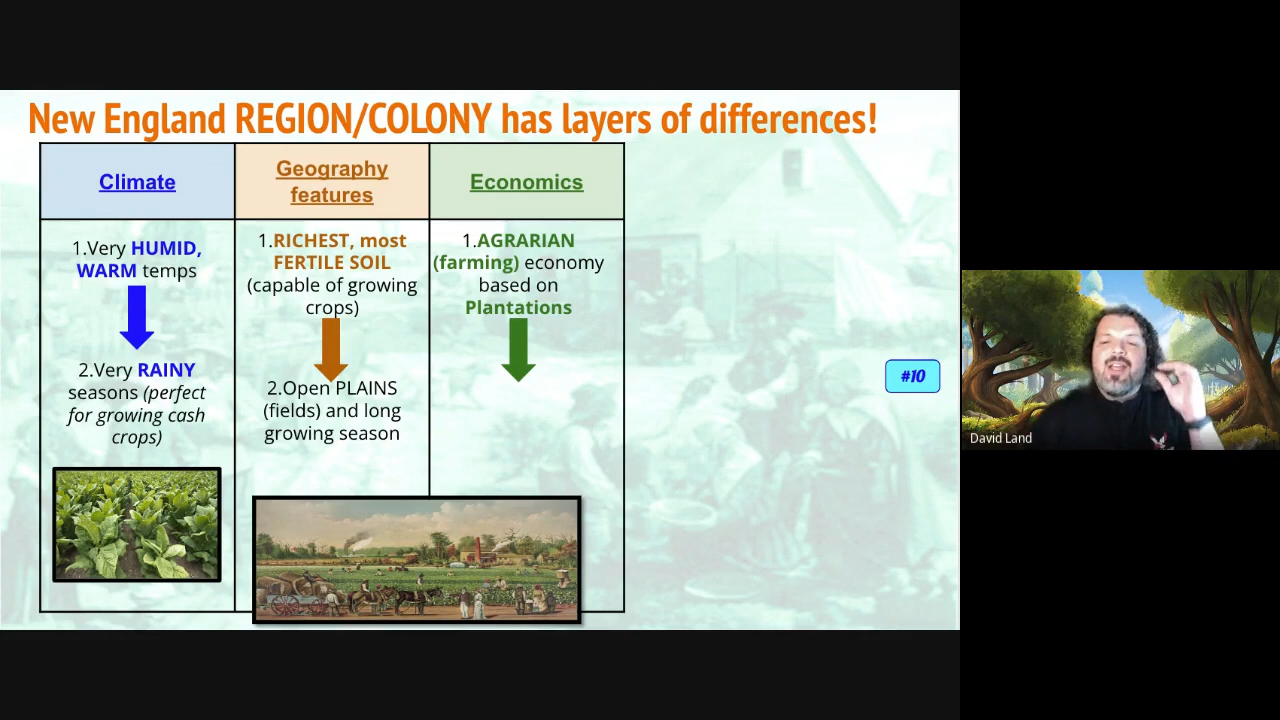 New England REGION/COLONY has layers of differences!
Climate
Geography
features
Economics
1.Very HUMID,
WARM temps
2.Very RAINY
seasons (perfect
for growing cash
crops)
1.RICHEST, most
FERTILE SOIL
(capable of growing
crops)
2.Open PLAINS
(fields) and long
growing season
1.AGRARIAN
(farming) economy
based on
Plantations
#10
David Land